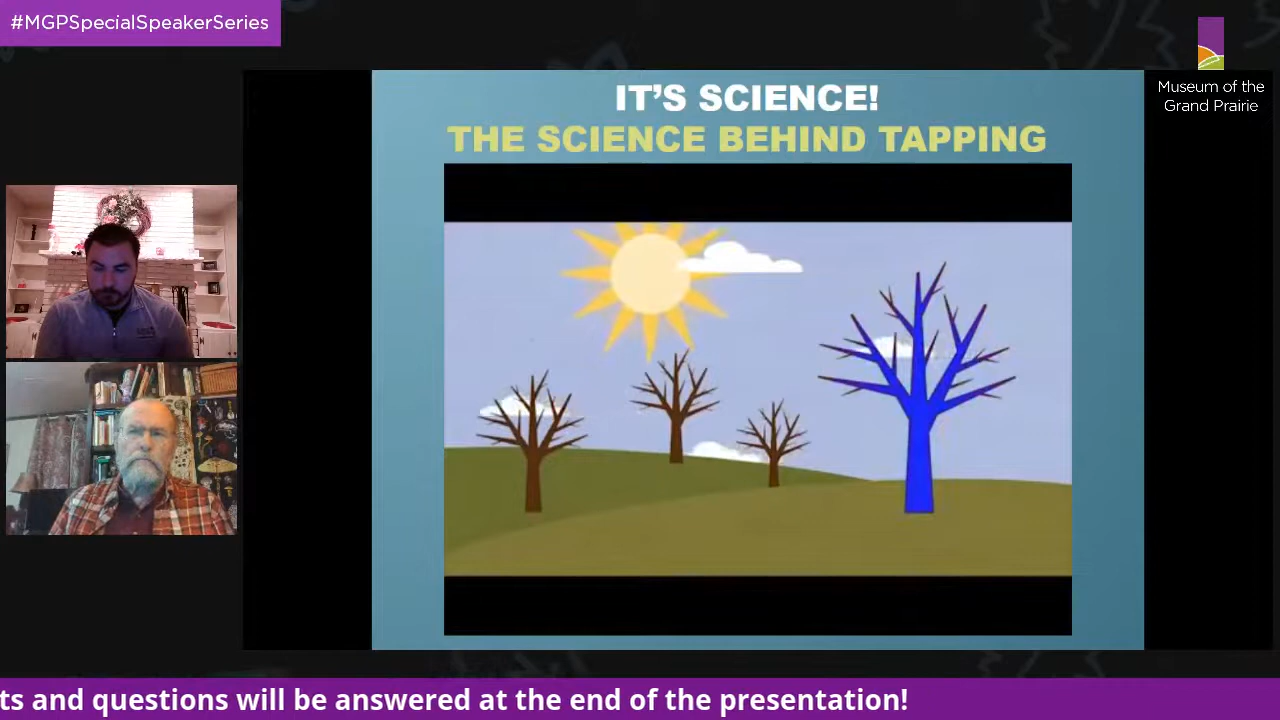 #MGPSpecialSpeakerSeries
Museum of the
Grand Prairie
IT'S SCIENCE!
THE SCIENCE BEHIND TAPPING
ts and questions will be answered at the end of the presentation!